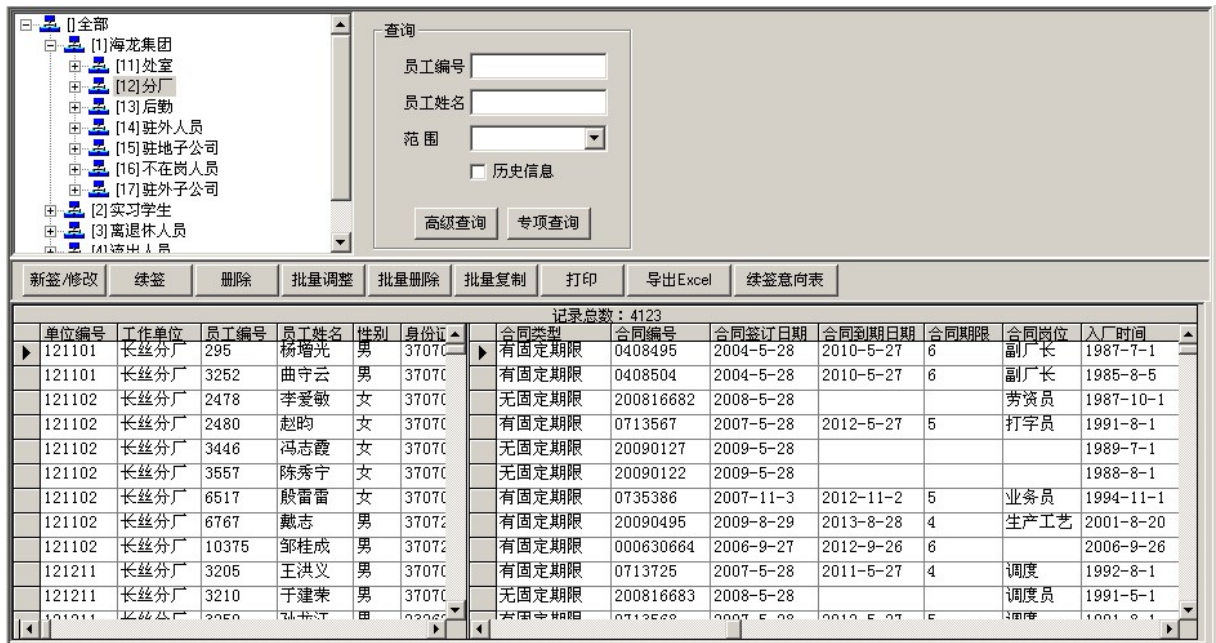 []全部
[1]海龙集团
[11]处室
[12]分厂
[13]后勤
[14]驻外人员
[15]驻地子公司
[16]不在岗人员
[17]驻外子公司
[2]实习学生
[3]离退休人员
[4]流出人员
查询
员工编号
员工姓名
范围
历史信息
高级查询 专项查询
新签/修改 续签 删除 批量调整 批量删除 批量复制 打印 导出Excel 续签意向表
记录总数：4123
单位编号 工作单位 员工编号 员工姓名 性别 身份证 合同类型 合同编号 合同签订日期 合同到期日期 合同期限 合同岗位 入厂时间
121101 长丝分厂 295 杨增光 男 37070 有固定期限 0408495 2004-5-28 2010-5-27 6 副厂长 1987-7-1
121101 长丝分厂 3252 曲守云 男 37070 有固定期限 0408504 2004-5-28 2010-5-27 6 副厂长 1985-8-5
121102 长丝分厂 2478 李爱敏 女 37070 无固定期限 200816682 2008-5-28 劳资员 1987-10-1
121102 长丝分厂 2480 赵昀 女 37070 有固定期限 0713567 2007-5-28 2012-5-27 5 打字员 1991-8-1
121102 长丝分厂 3446 冯志霞 女 37070 无固定期限 20090127 2009-5-28 1989-7-1
121102 长丝分厂 3557 陈秀宁 女 37070 无固定期限 20090122 2009-5-28 1988-8-1
121102 长丝分厂 6517 殷雷雷 女 37070 有固定期限 0735386 2007-11-3 2012-11-2 5 业务员 1994-11-1
121102 长丝分厂 6767 戴志 男 37072 有固定期限 20090495 2009-8-29 2013-8-28 4 生产工艺 2001-8-20
121102 长丝分厂 10375 邹桂成 男 37072 有固定期限 000630664 2006-9-27 2012-9-26 6 2006-9-26
121211 长丝分厂 3205 王洪义 男 37070 有固定期限 0713725 2007-5-28 2011-5-27 4 调度 1992-8-1
121211 长丝分厂 3210 于建荣 男 37070 无固定期限 200816683 2008-5-28 调度员 1991-5-1